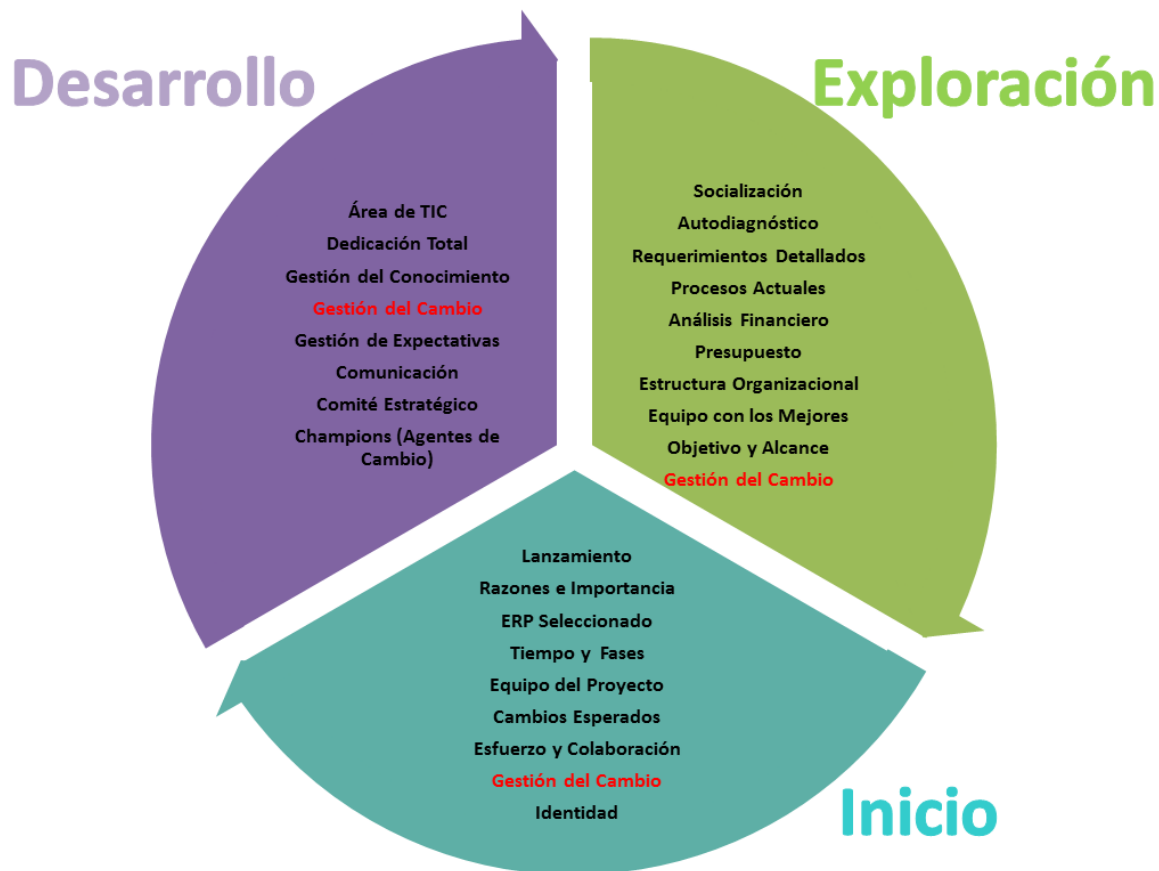 Desarrollo
Exploración
Área de TIC
Dedicación Total
Gestión del Conocimiento
Gestión del Cambio
Gestión de Expectativas
Comunicación
Comité Estratégico
Champions (Agentes de
Cambio)
Socialización
Autodiagnóstico
Requerimientos Detallados
Procesos Actuales
Análisis Financiero
Presupuesto
Estructura Organizacional
Equipo con los Mejores
Objetivo y Alcance
Gestión del Cambio
Lanzamiento
Razones e Importancia
ERP Seleccionado
Tiempo y Fases
Equipo del Proyecto
Cambios Esperados
Esfuerzo y Colaboración
Gestión del Cambio
Identidad
Inicio